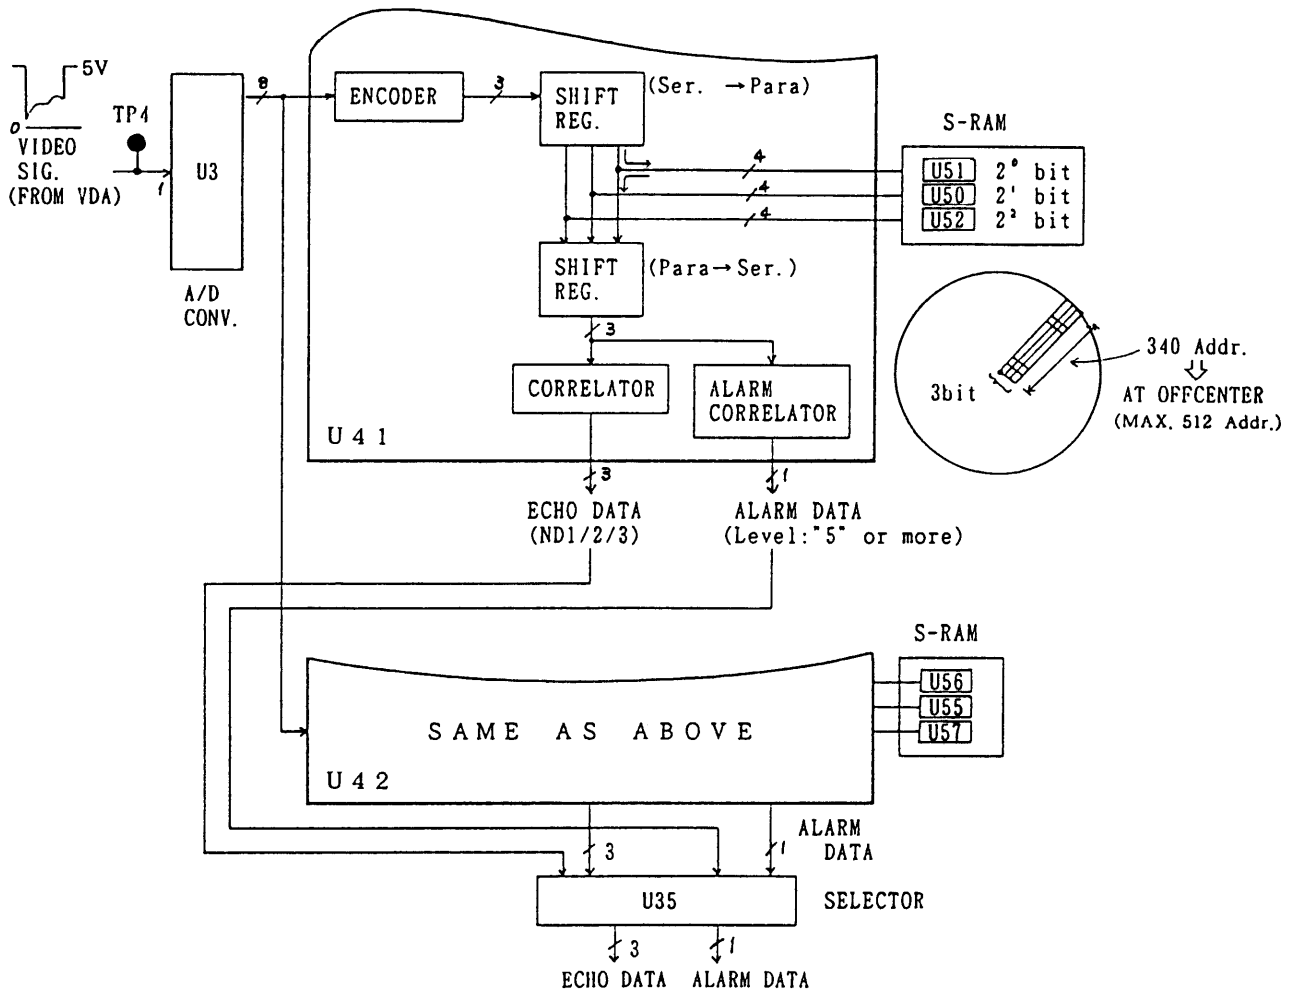 5V
0
VIDEO
SIG.
(FROM VDA)
TP4
1
U3
A/D
CONV.
8
ENCODER
3
SHIFT
REG.
(Ser. →Para)
4
4
4
S-RAM
U51 2⁰ bit
U50 2¹ bit
U52 2² bit
SHIFT
REG.
(Para→Ser.)
3
CORRELATOR
ALARM
CORRELATOR
U41
3bit
340 Addr.
AT OFFCENTER
(MAX. 512 Addr.)
3
1
ECHO DATA
(ND1/2/3)
ALARM DATA
(Level:"5" or more)
S-RAM
U56
U55
U57
SAME AS ABOVE
U42
3
1
ALARM
DATA
U35
SELECTOR
3
1
ECHO DATA
ALARM DATA